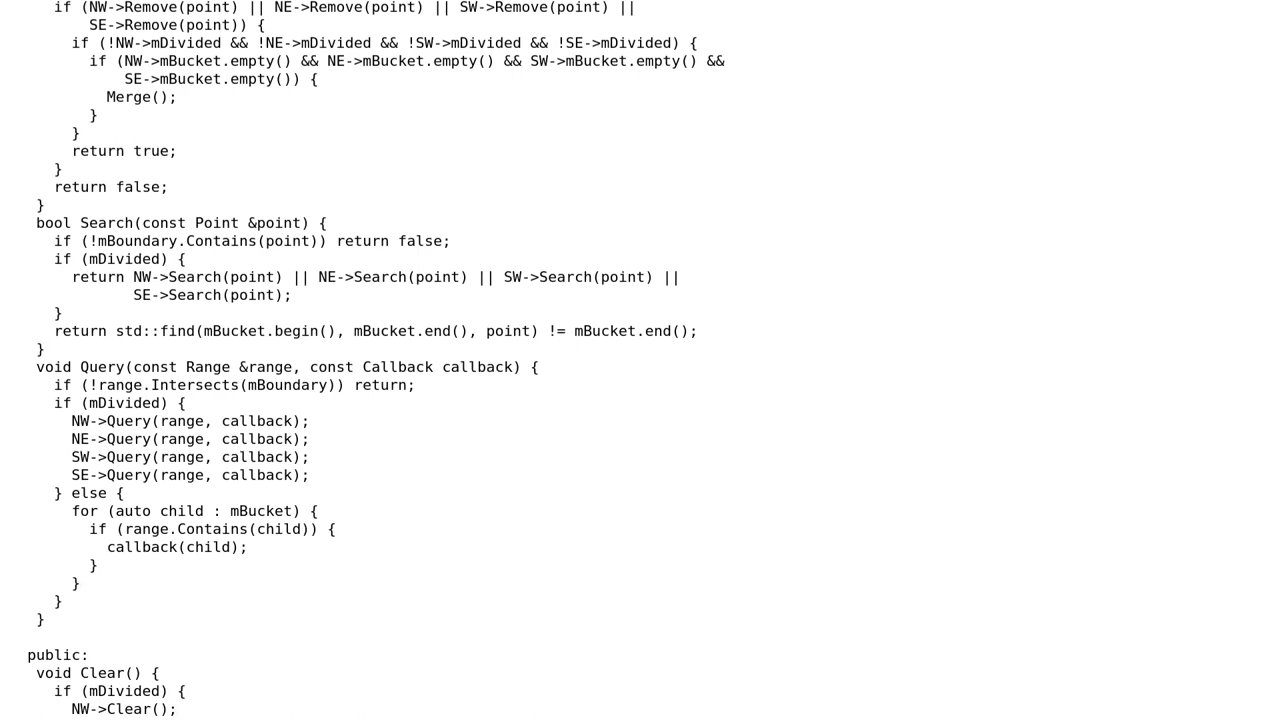 if (NW->Remove(point) || NE->Remove(point) || SW->Remove(point) ||
        SE->Remove(point)) {
      if (!NW->mDivided && !NE->mDivided && !SW->mDivided && !SE->mDivided) {
        if (NW->mBucket.empty() && NE->mBucket.empty() && SW->mBucket.empty() &&
            SE->mBucket.empty()) {
          Merge();
        }
      }
      return true;
    }
    return false;
  }
  bool Search(const Point &point) {
    if (!mBoundary.Contains(point)) return false;
    if (mDivided) {
      return NW->Search(point) || NE->Search(point) || SW->Search(point) ||
             SE->Search(point);
    }
    return std::find(mBucket.begin(), mBucket.end(), point) != mBucket.end();
  }
  void Query(const Range &range, const Callback callback) {
    if (!range.Intersects(mBoundary)) return;
    if (mDivided) {
      NW->Query(range, callback);
      NE->Query(range, callback);
      SW->Query(range, callback);
      SE->Query(range, callback);
    } else {
      for (auto child : mBucket) {
        if (range.Contains(child)) {
          callback(child);
        }
      }
    }
  }

 public:
  void Clear() {
    if (mDivided) {
      NW->Clear();